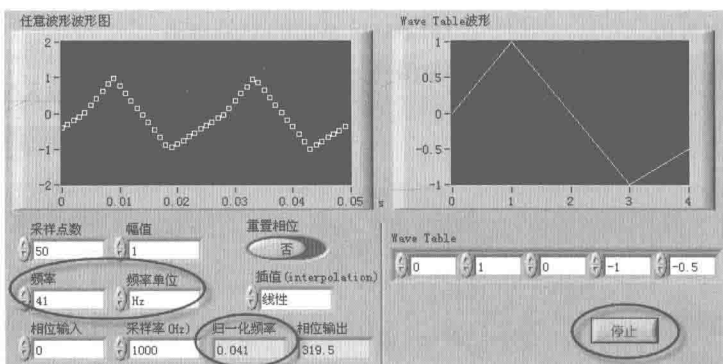 任意波形波形图
2
1
0
-1
-2
0 0.01 0.02 0.03 0.04 0.05 s
Wave Table波形
1
0.5
0
-0.5
-1
0 1 2 3 4
采样点数 幅值 重置相位
50 1 否
频率 频率单位 插值(interpolation)
41 Hz 线性
相位输入 采样率(Hz) 归一化频率 相位输出
0 1000 0.041 319.5
Wave Table
0 1 0 -1 -0.5
停止